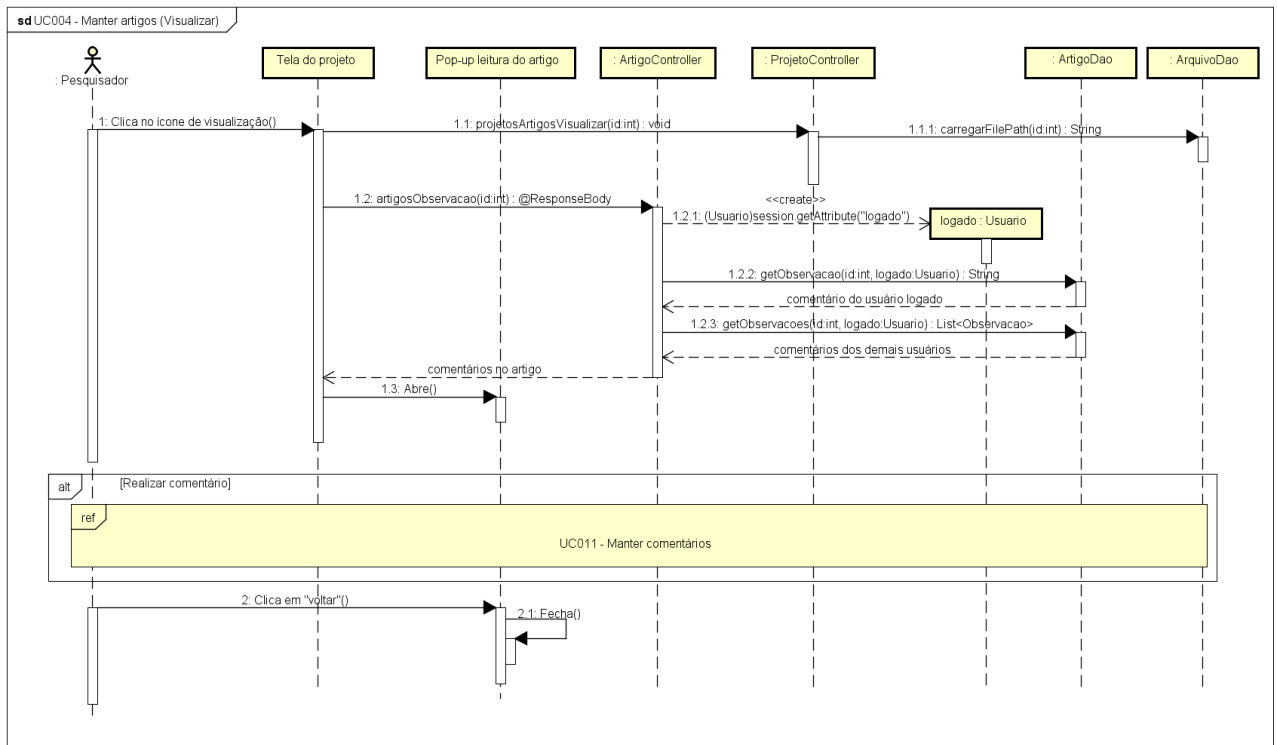 sd UC004 - Manter artigos (Visualizar)
: Pesquisador
Tela do projeto
Pop-up leitura do artigo
: ArtigoController
: ProjetoController
: ArtigoDao
: ArquivoDao
1: Clica no ícone de visualização()
1.1: projetosArtigosVisualizar(id:int) : void
1.1.1: carregarFilePath(id:int) : String
1.2: artigosObservacao(id:int) : @ResponseBody
<<create>>
1.2.1: (Usuario)session.getAttribute("logado")
logado : Usuario
1.2.2: getObservacao(id:int, logado:Usuario) : String
comentário do usuário logado
1.2.3: getObservacoes(id:int, logado:Usuario) : List<Observacao>
comentários dos demais usuários
comentários no artigo
1.3: Abre()
alt
[Realizar comentário]
ref
UC011 - Manter comentários
2: Clica em "voltar"()
2.1: Fecha()